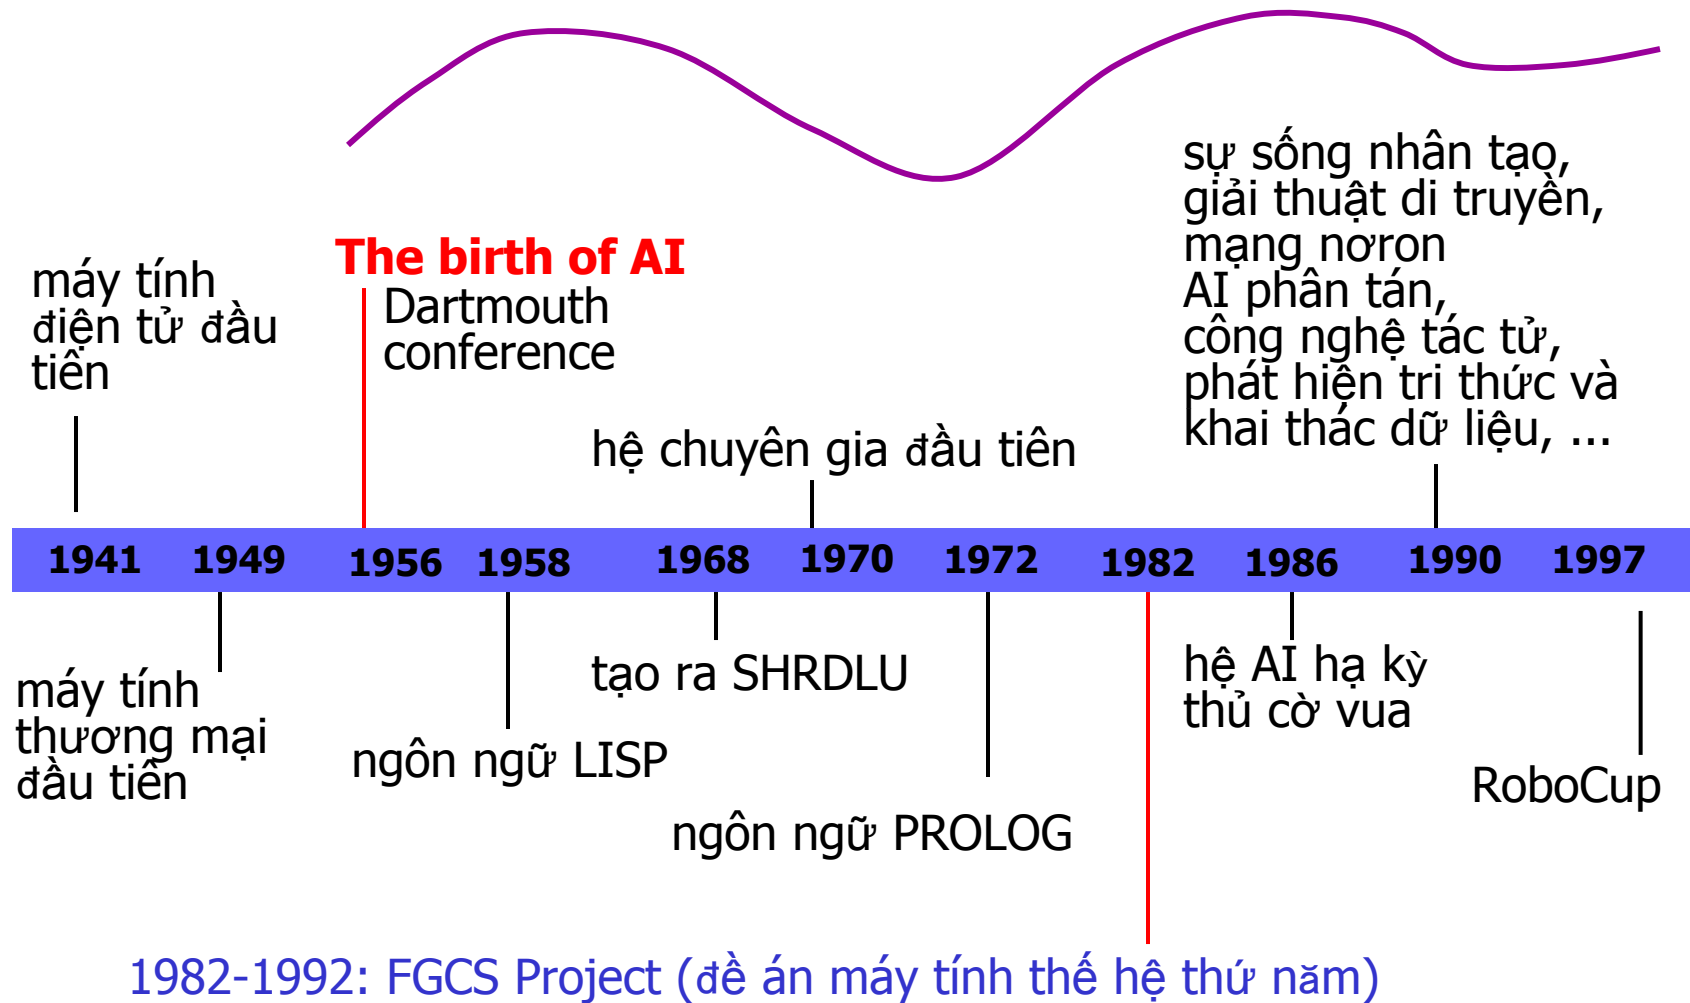 sự sống nhân tạo,
giải thuật di truyền,
mạng nơron
AI phân tán,
công nghệ tác tử,
phát hiện tri thức và
khai thác dữ liệu, ...
The birth of AI
Dartmouth
conference
máy tính
điện tử đầu
tiên
hệ chuyên gia đầu tiên
1941 1949 1956 1958 1968 1970 1972 1982 1986 1990 1997
máy tính
thương mại
đầu tiên
ngôn ngữ LISP
tạo ra SHRDLU
ngôn ngữ PROLOG
hệ AI hạ kỳ
thủ cờ vua
RoboCup
1982-1992: FGCS Project (đề án máy tính thế hệ thứ năm)